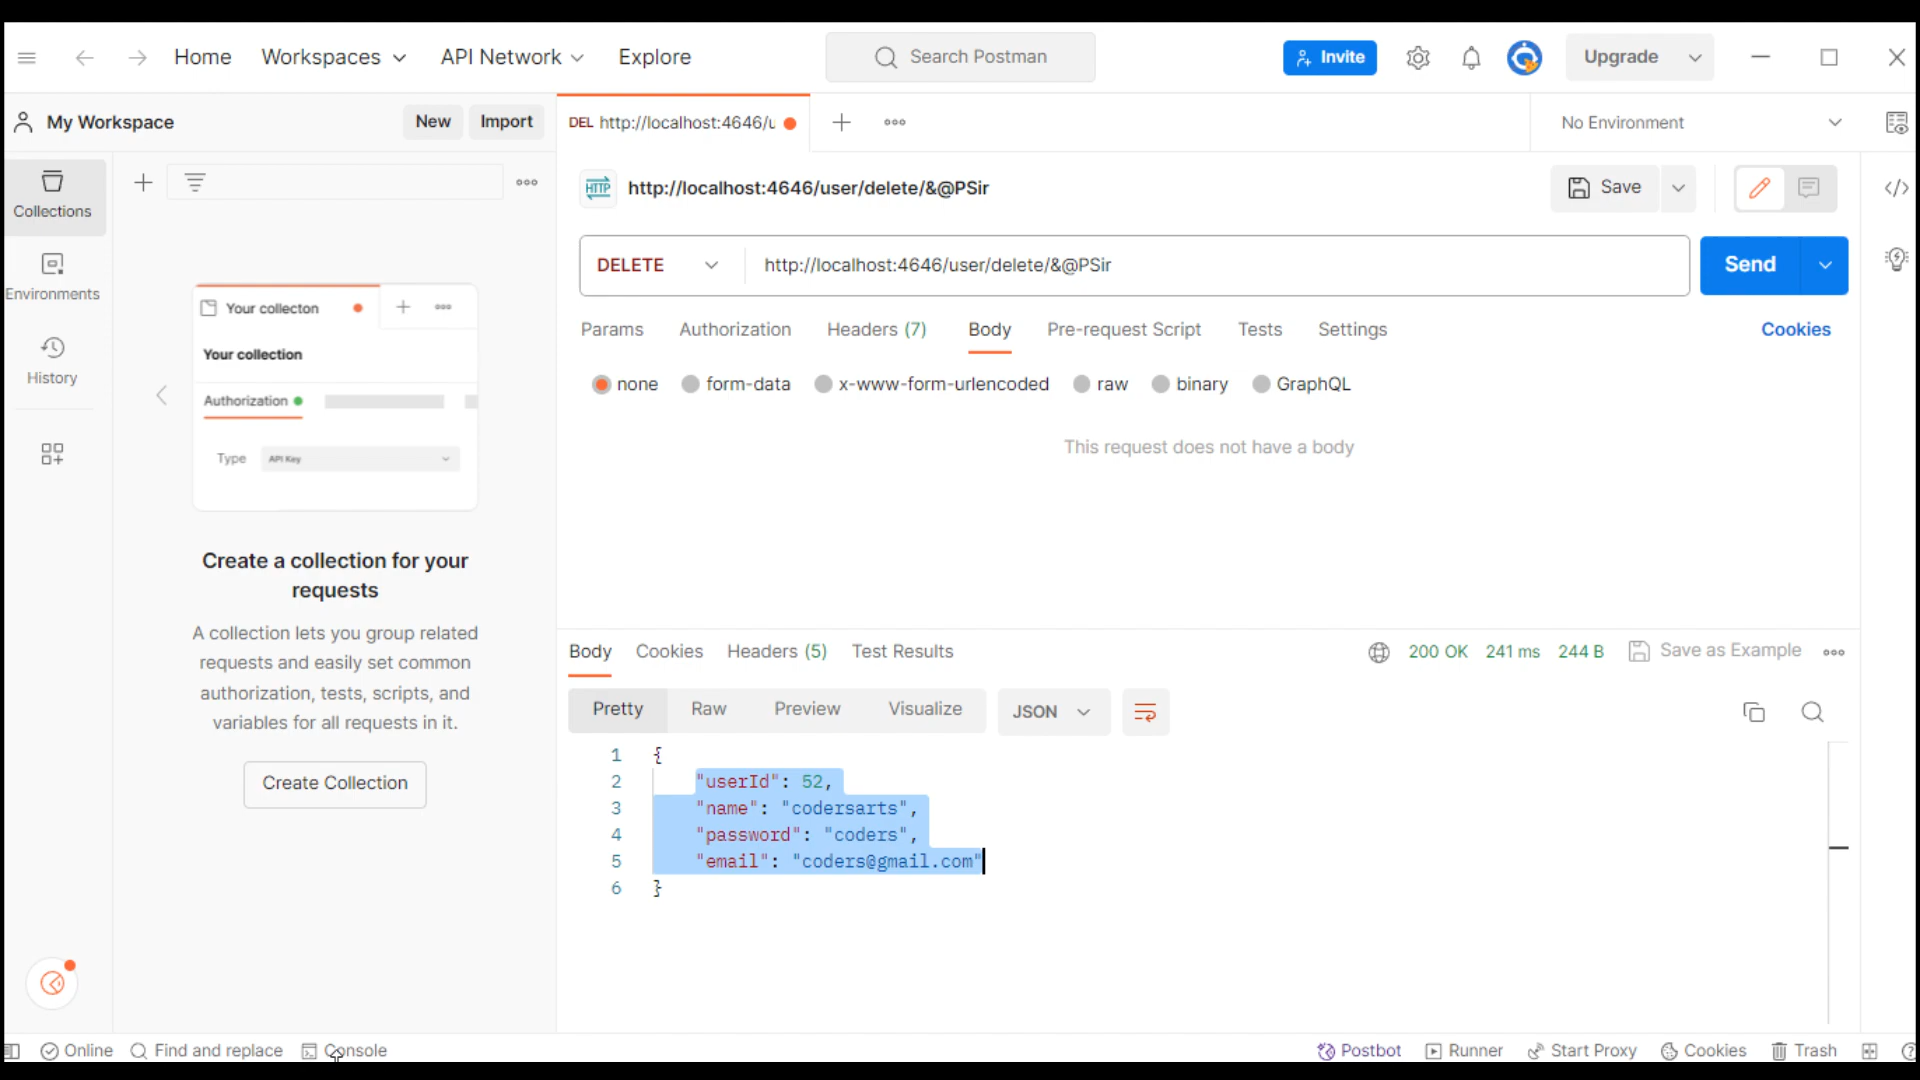 Home Workspaces API Network Explore Search Postman Invite Upgrade
My Workspace New Import DEL http://localhost:4646/u No Environment
HTTP http://localhost:4646/user/delete/&@PSir Save
Collections
DELETE http://localhost:4646/user/delete/&@PSir Send
Environments
Your collecton
Params Authorization Headers (7) Body Pre-request Script Tests Settings Cookies
Your collection
History
none form-data x-www-form-urlencoded raw binary GraphQL
Authorization
This request does not have a body
Type API Key
Create a collection for your
requests
A collection lets you group related
requests and easily set common
authorization, tests, scripts, and
variables for all requests in it.
Create Collection
Body Cookies Headers (5) Test Results 200 OK 241 ms 244 B Save as Example
Pretty Raw Preview Visualize JSON
1 {
2 "userId": 52,
3 "name": "codersarts",
4 "password": "coders",
5 "email": "coders@gmail.com"
6 }
Online Find and replace Console Postbot Runner Start Proxy Cookies Trash